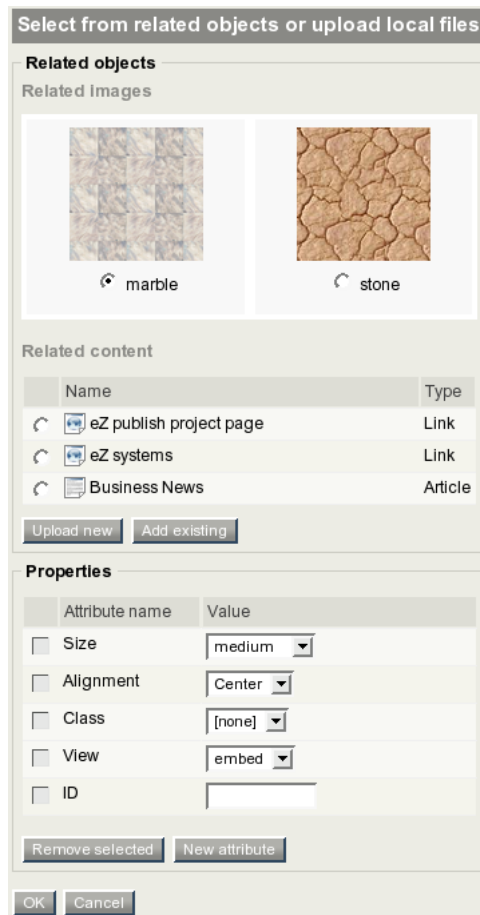 Select from related objects or upload local files
Related objects
Related images
marble stone
Related content
Name Type
eZ publish project page Link
eZ systems Link
Business News Article
Upload new Add existing
Properties
Attribute name Value
Size medium
Alignment Center
Class [none]
View embed
ID
Remove selected New attribute
OK Cancel